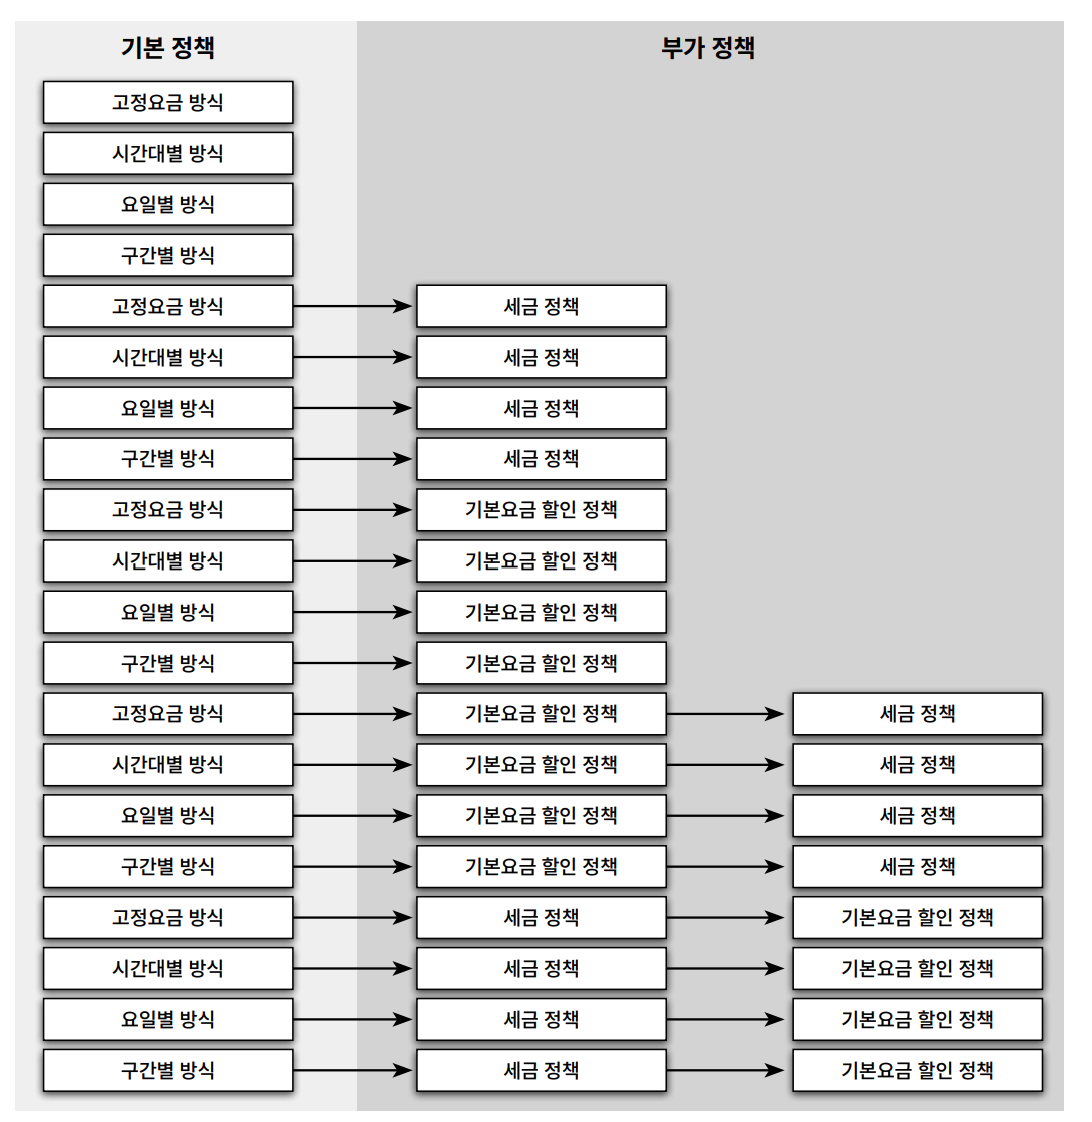 기본 정책
부가 정책
고정요금 방식
시간대별 방식
요일별 방식
구간별 방식
고정요금 방식 세금 정책
시간대별 방식 세금 정책
요일별 방식 세금 정책
구간별 방식 세금 정책
고정요금 방식 기본요금 할인 정책
시간대별 방식 기본요금 할인 정책
요일별 방식 기본요금 할인 정책
구간별 방식 기본요금 할인 정책
고정요금 방식 기본요금 할인 정책 세금 정책
시간대별 방식 기본요금 할인 정책 세금 정책
요일별 방식 기본요금 할인 정책 세금 정책
구간별 방식 기본요금 할인 정책 세금 정책
고정요금 방식 세금 정책 기본요금 할인 정책
시간대별 방식 세금 정책 기본요금 할인 정책
요일별 방식 세금 정책 기본요금 할인 정책
구간별 방식 세금 정책 기본요금 할인 정책